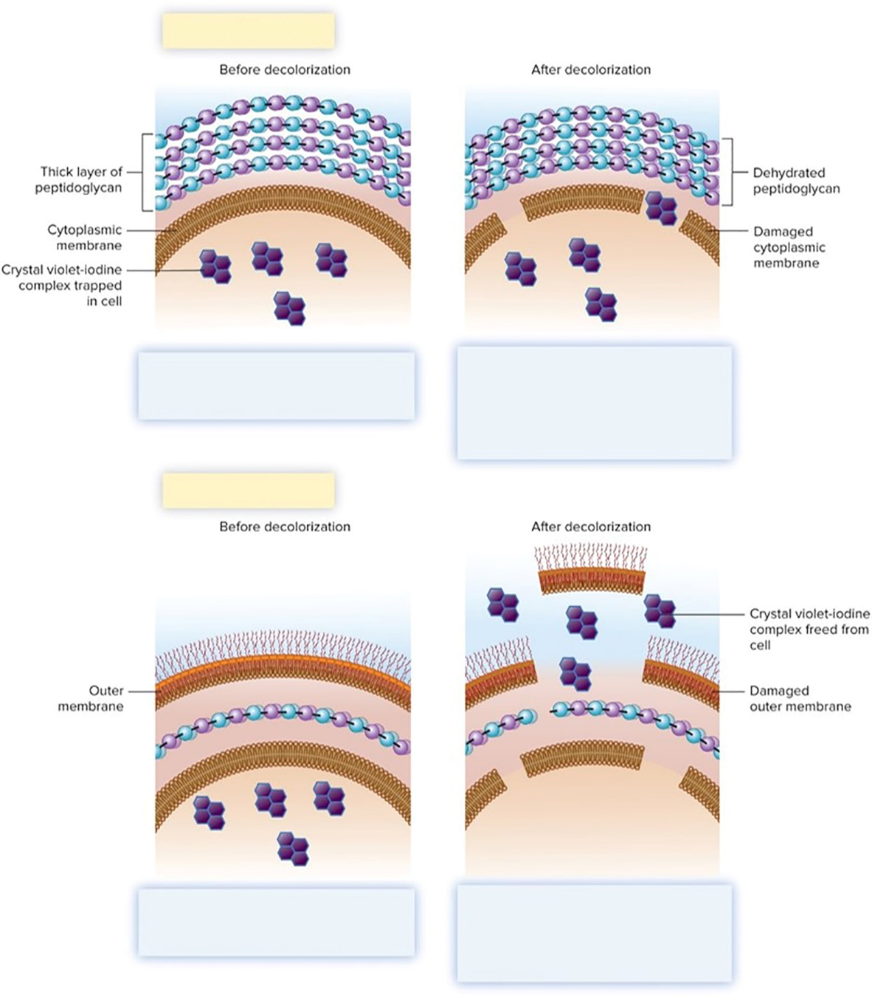 Before decolorization
After decolorization
Thick layer of
peptidoglycan
Cytoplasmic
membrane
Crystal violet-iodine
complex trapped
in cell
Dehydrated
peptidoglycan
Damaged
cytoplasmic
membrane
Before decolorization
After decolorization
Outer
membrane
Crystal violet-iodine
complex freed from
cell
Damaged
outer membrane